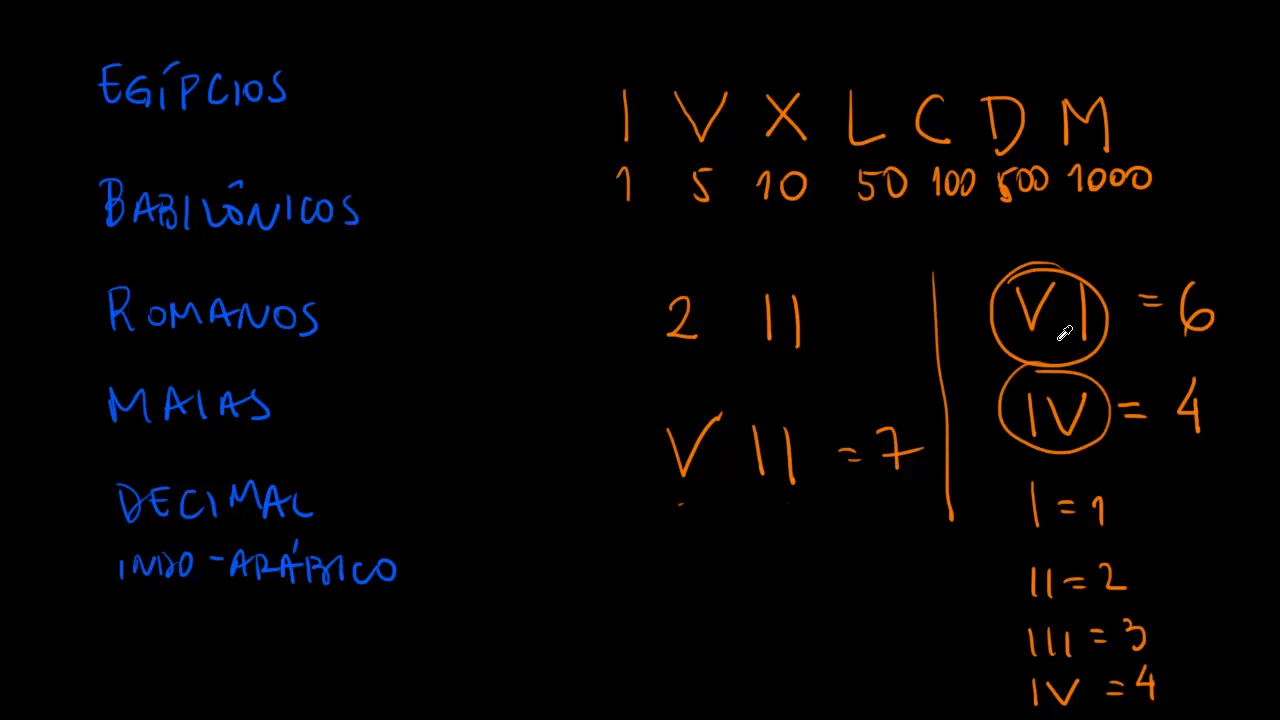 EGÍPCIOS
BABILÔNICOS
ROMANOS
MAIAS
DECIMAL
INDO-ARÁBICO
I V X L C D M
1 5 10 50 100 500 1000
2 II
VII = 7
VI = 6
IV = 4
I = 1
II = 2
III = 3
IV = 4